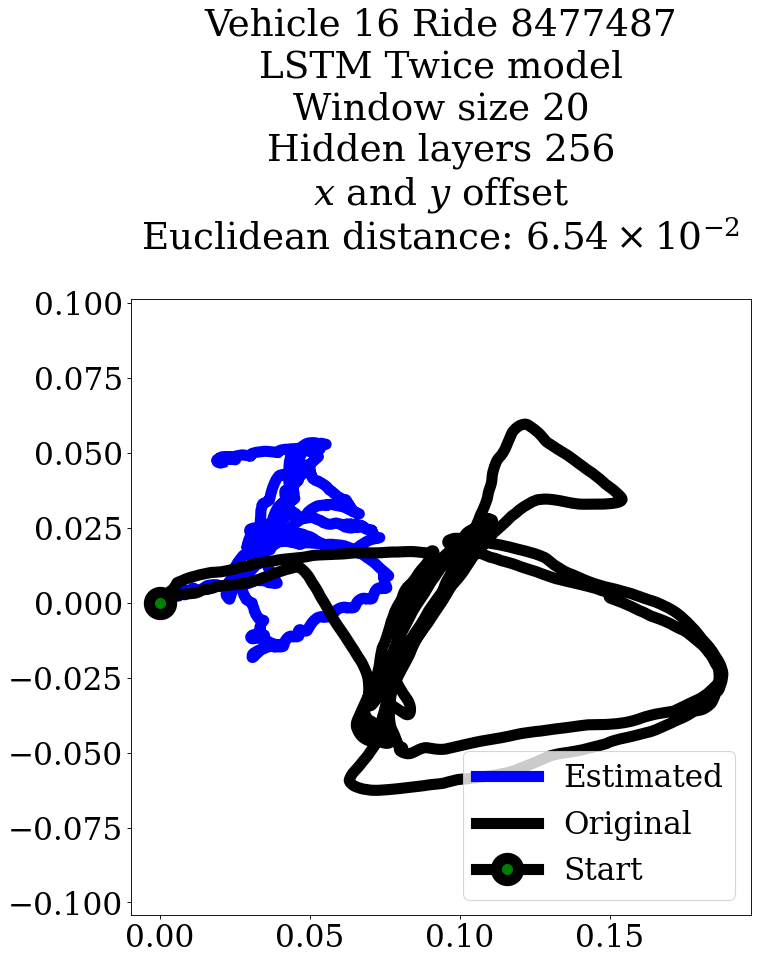 Vehicle 16 Ride 8477487
LSTM Twice model
Window size 20
Hidden layers 256
x and y offset
Euclidean distance: 6.54 × 10⁻²
0.100
0.075
0.050
0.025
0.000
−0.025
−0.050
−0.075
−0.100
Estimated
Original
Start
0.00 0.05 0.10 0.15